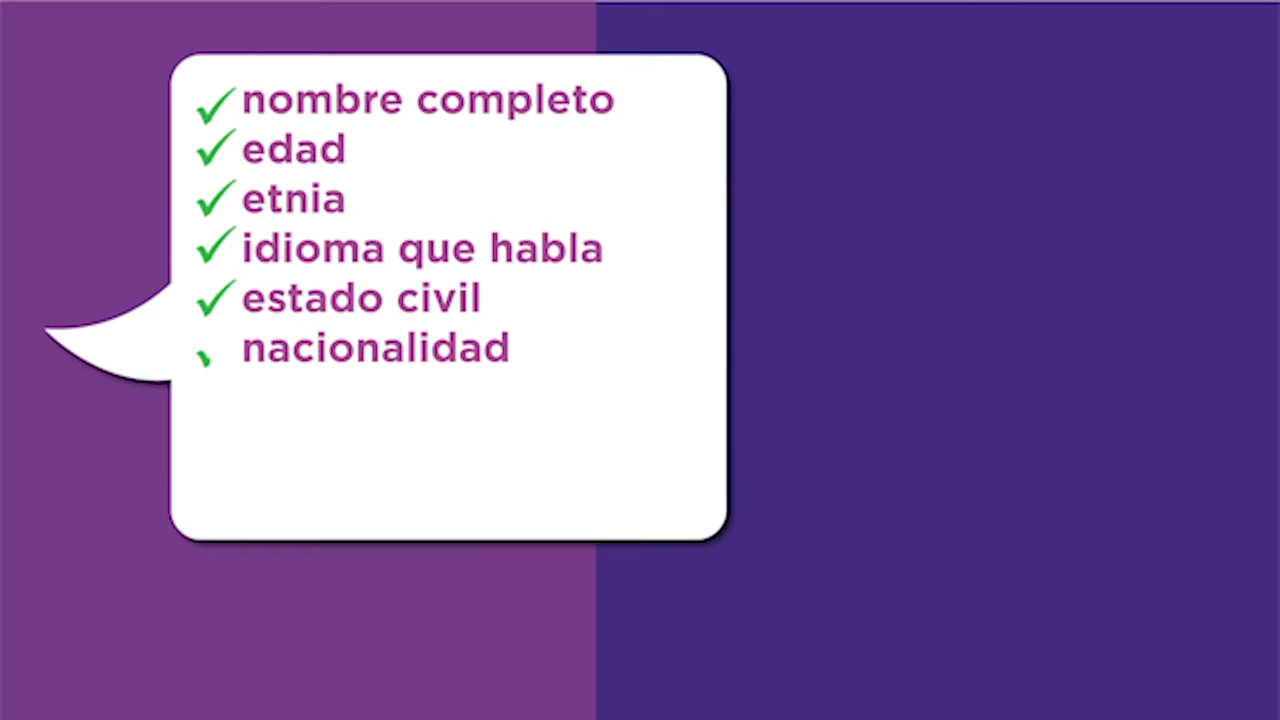 nombre completo
edad
etnia
idioma que habla
estado civil
nacionalidad